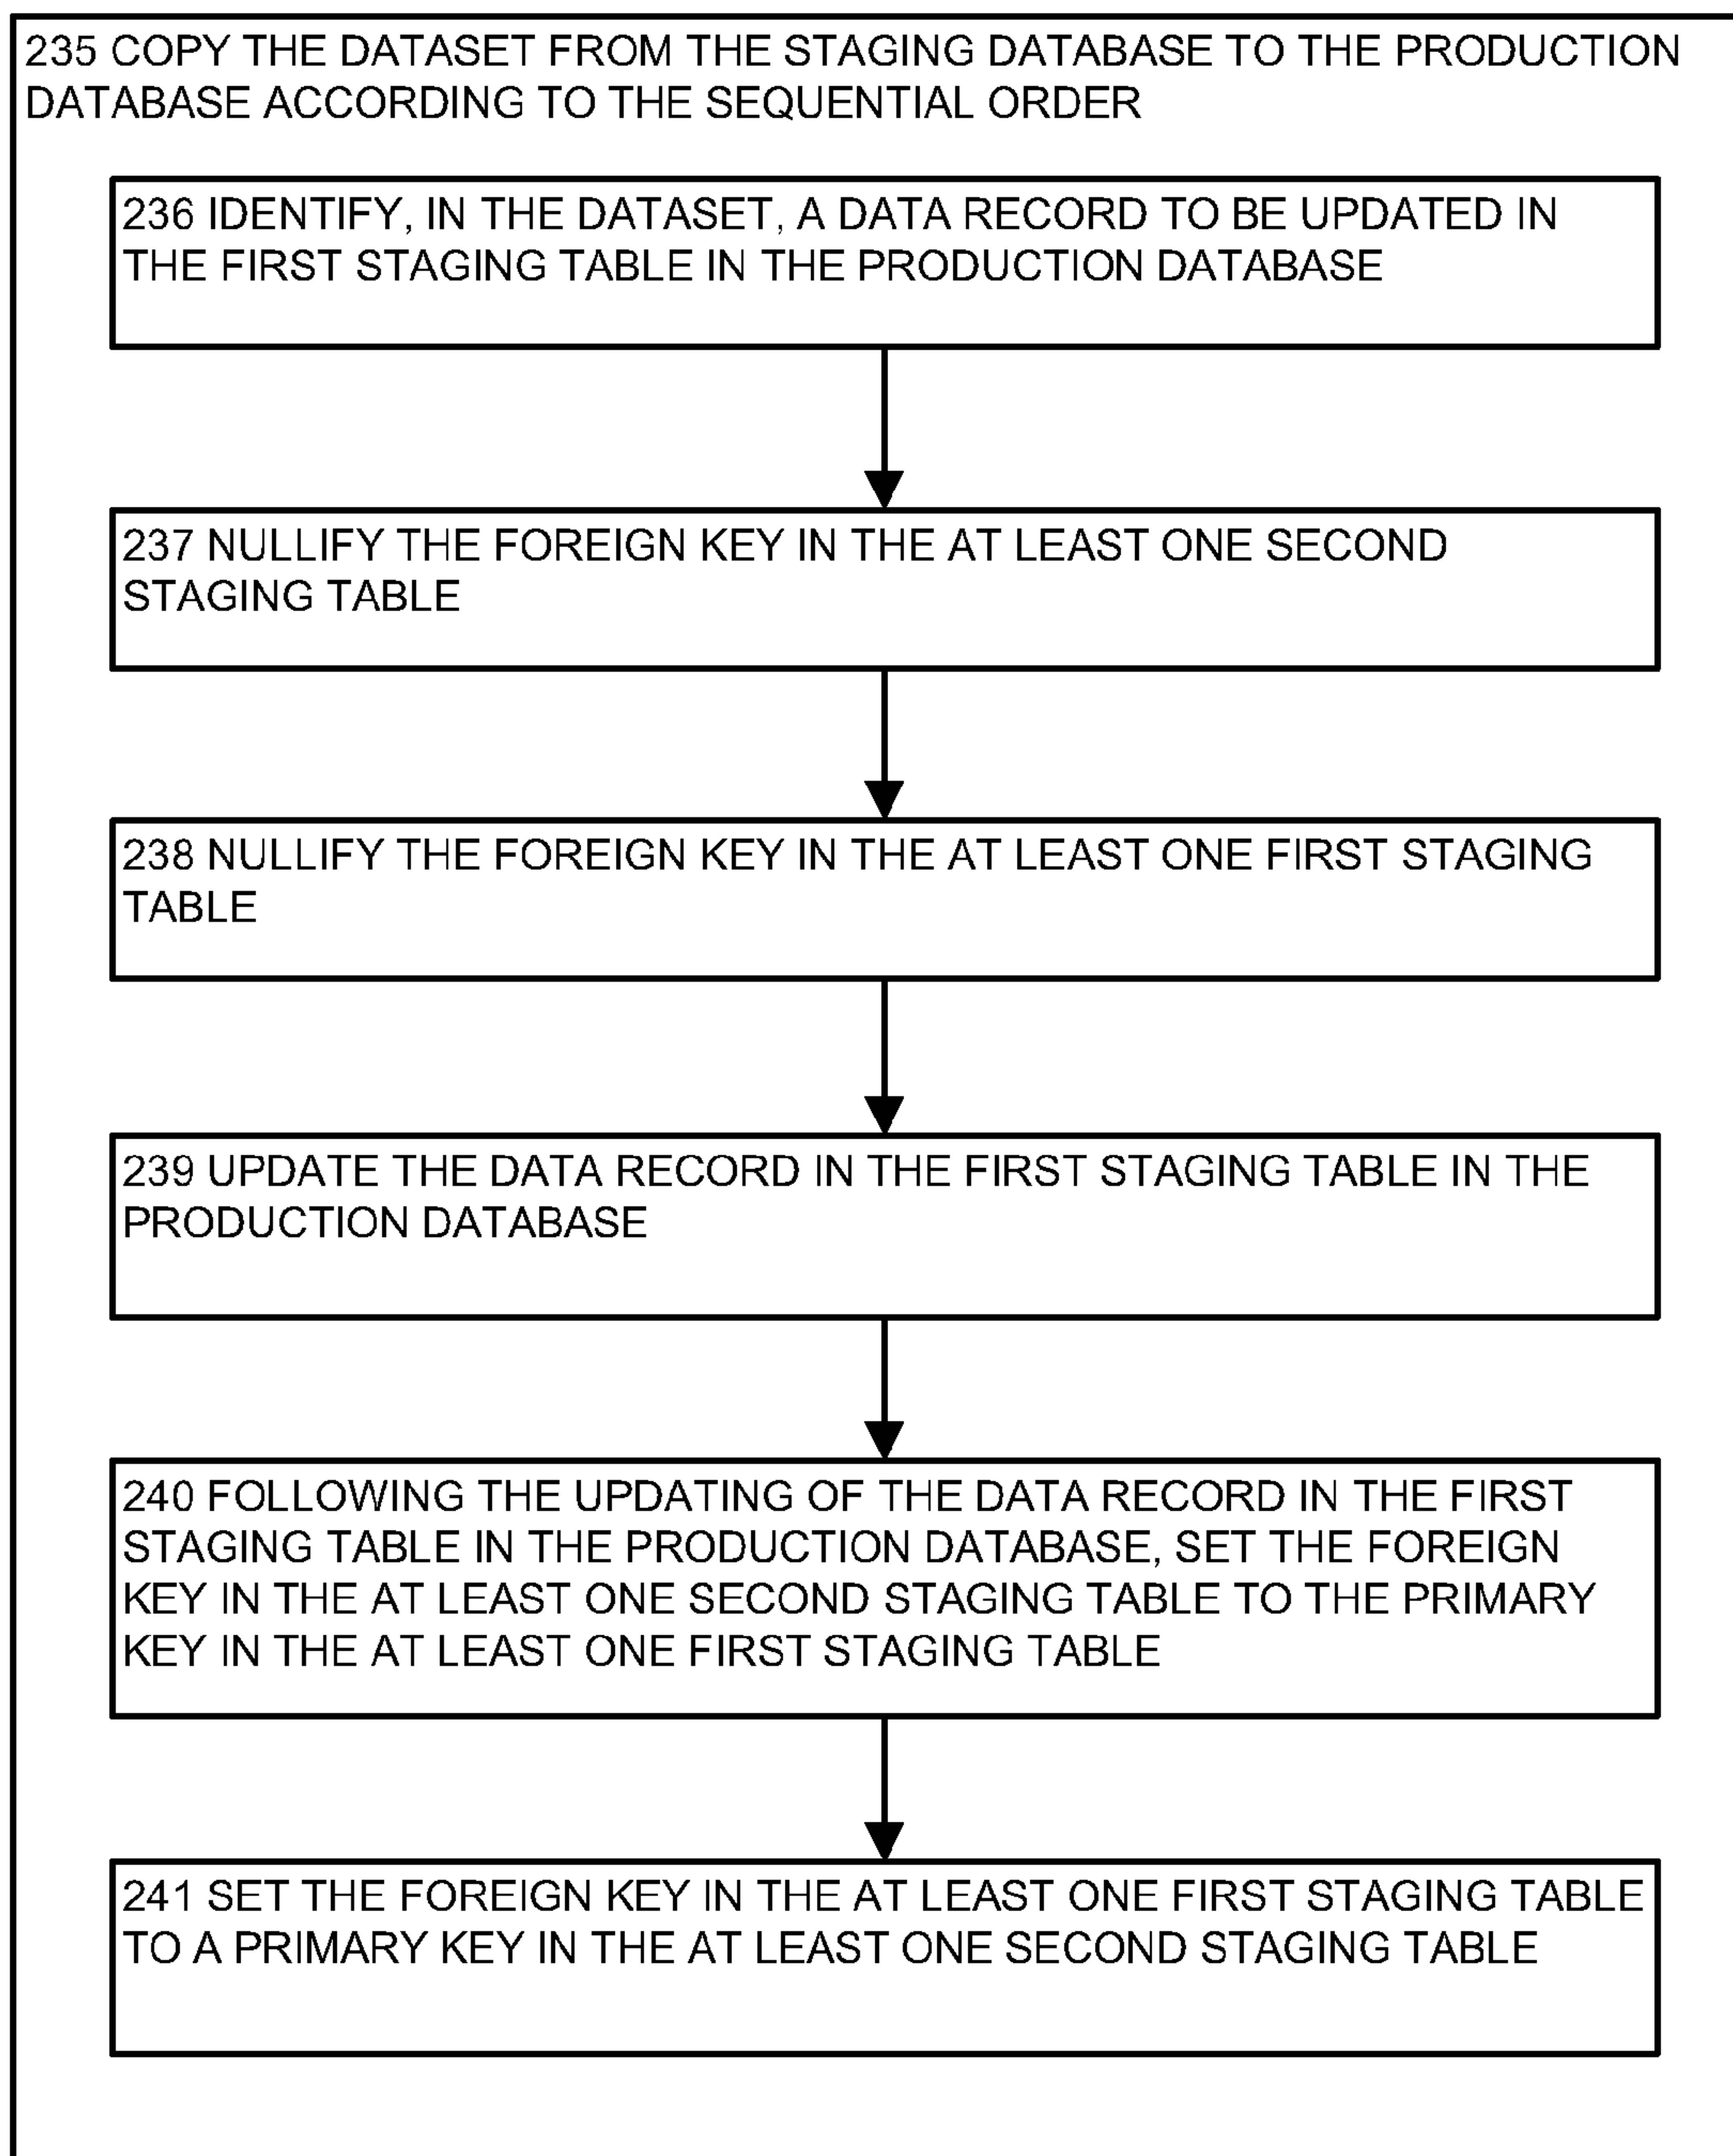 235 COPY THE DATASET FROM THE STAGING DATABASE TO THE PRODUCTION
DATABASE ACCORDING TO THE SEQUENTIAL ORDER
236 IDENTIFY, IN THE DATASET, A DATA RECORD TO BE UPDATED IN
THE FIRST STAGING TABLE IN THE PRODUCTION DATABASE
237 NULLIFY THE FOREIGN KEY IN THE AT LEAST ONE SECOND
STAGING TABLE
238 NULLIFY THE FOREIGN KEY IN THE AT LEAST ONE FIRST STAGING
TABLE
239 UPDATE THE DATA RECORD IN THE FIRST STAGING TABLE IN THE
PRODUCTION DATABASE
240 FOLLOWING THE UPDATING OF THE DATA RECORD IN THE FIRST
STAGING TABLE IN THE PRODUCTION DATABASE, SET THE FOREIGN
KEY IN THE AT LEAST ONE SECOND STAGING TABLE TO THE PRIMARY
KEY IN THE AT LEAST ONE FIRST STAGING TABLE
241 SET THE FOREIGN KEY IN THE AT LEAST ONE FIRST STAGING TABLE
TO A PRIMARY KEY IN THE AT LEAST ONE SECOND STAGING TABLE